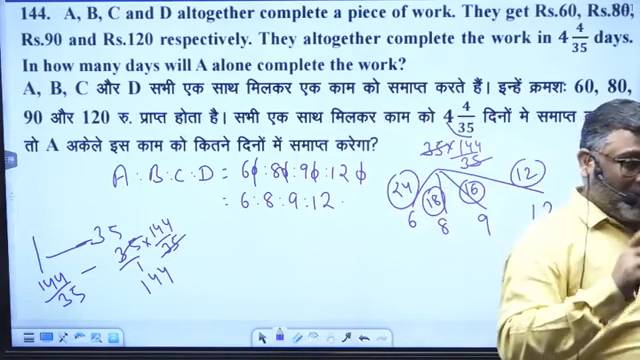 144. A, B, C and D altogether complete a piece of work. They get Rs.60, Rs.80,
Rs.90 and Rs.120 respectively. They altogether complete the work in 4 4/35 days.
In how many days will A alone complete the work?
A, B, C और D सभी एक साथ मिलकर एक काम को समाप्त करते हैं। इन्हें क्रमशः 60, 80,
90 और 120 रु. प्राप्त होता है। सभी एक साथ मिलकर काम को 4 4/35 दिनों मे समाप्त
तो A अकेले इस काम को कितने दिनों में समाप्त करेगा?
35 × 144/35
A : B : C : D = 60 : 80 : 90 : 120
= 6 : 8 : 9 : 12
24 18 16 12
6 8 9 12
144/35 — 35
35/1 × 144/35
144